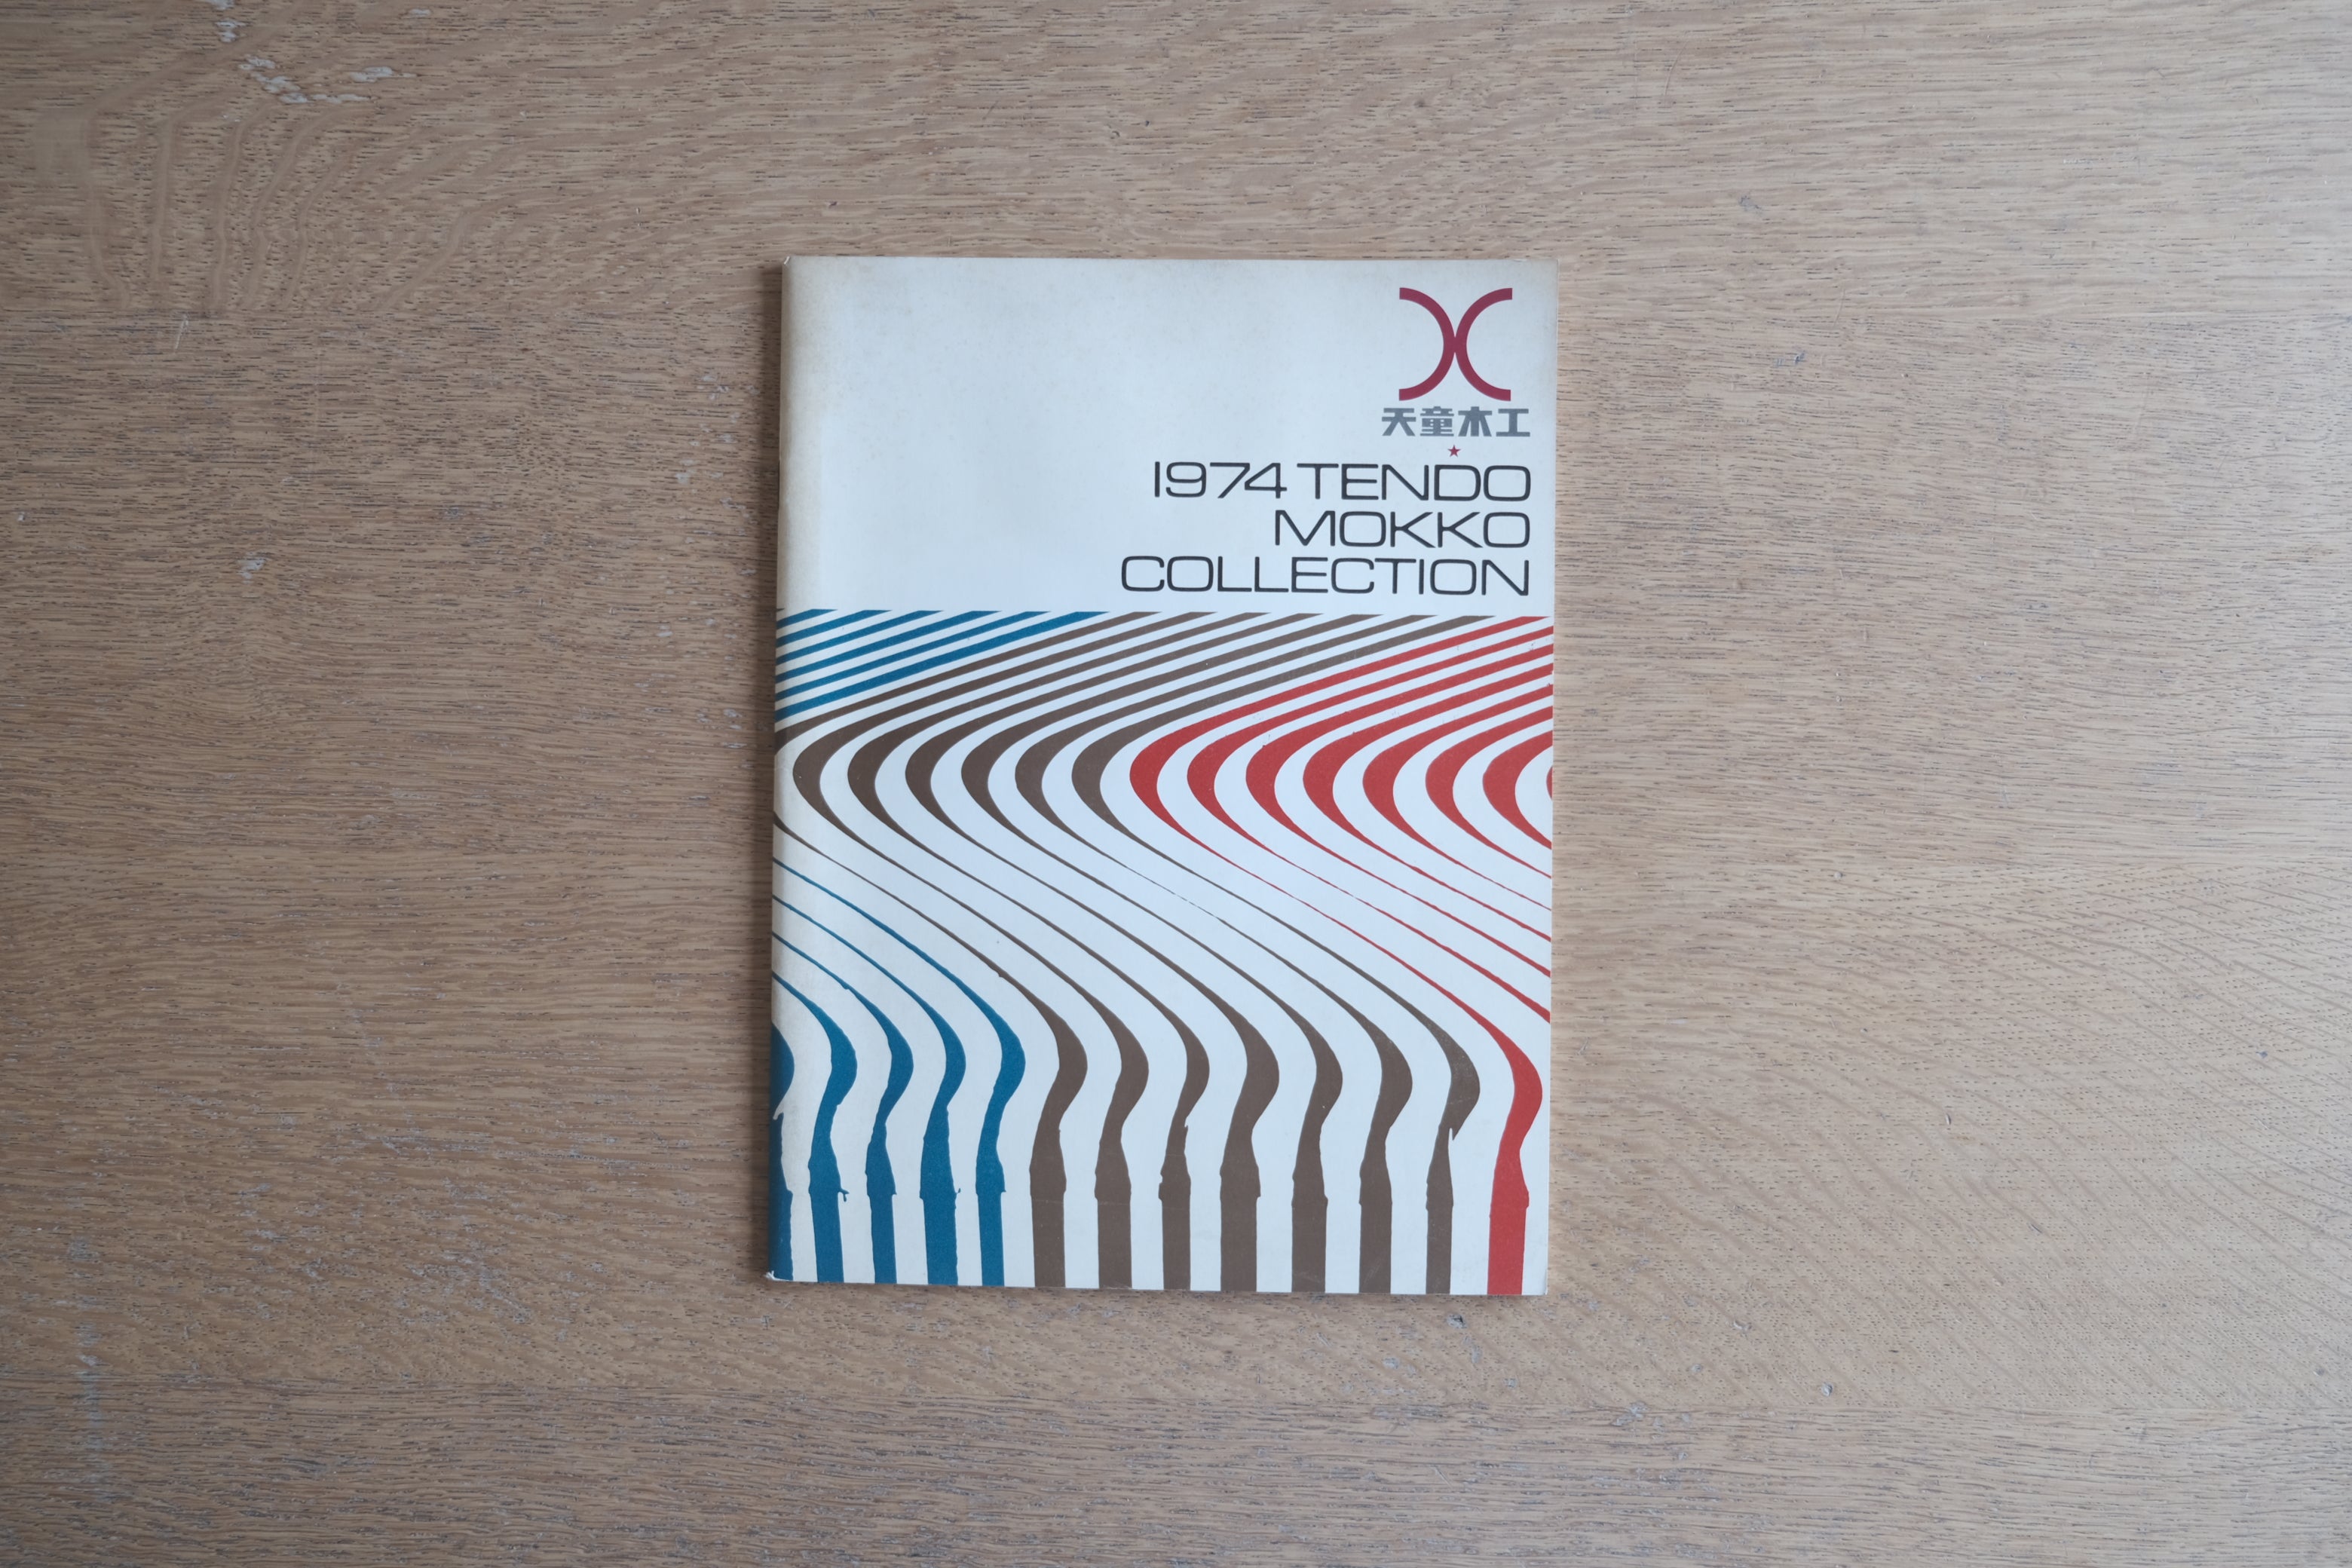 天童木工
1974 TENDO
MOKKO
COLLECTION